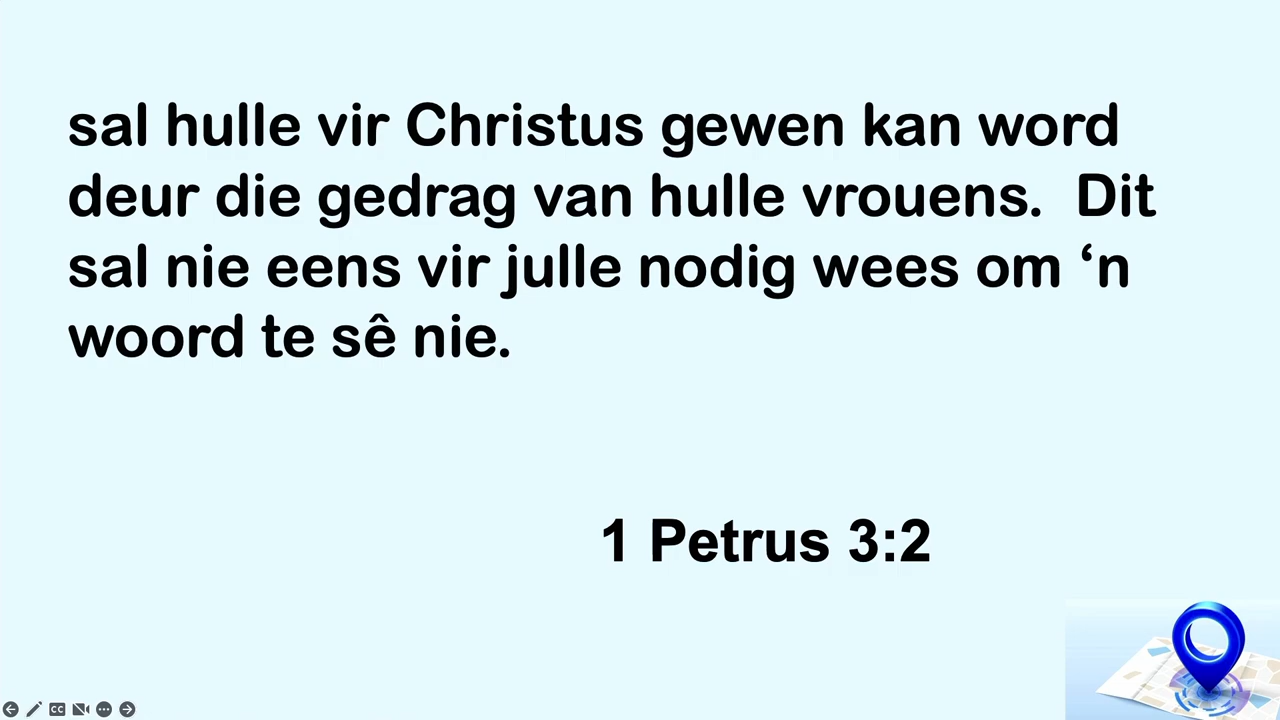 sal hulle vir Christus gewen kan word
deur die gedrag van hulle vrouens.  Dit
sal nie eens vir julle nodig wees om ‘n
woord te sê nie.
1 Petrus 3:2
CC